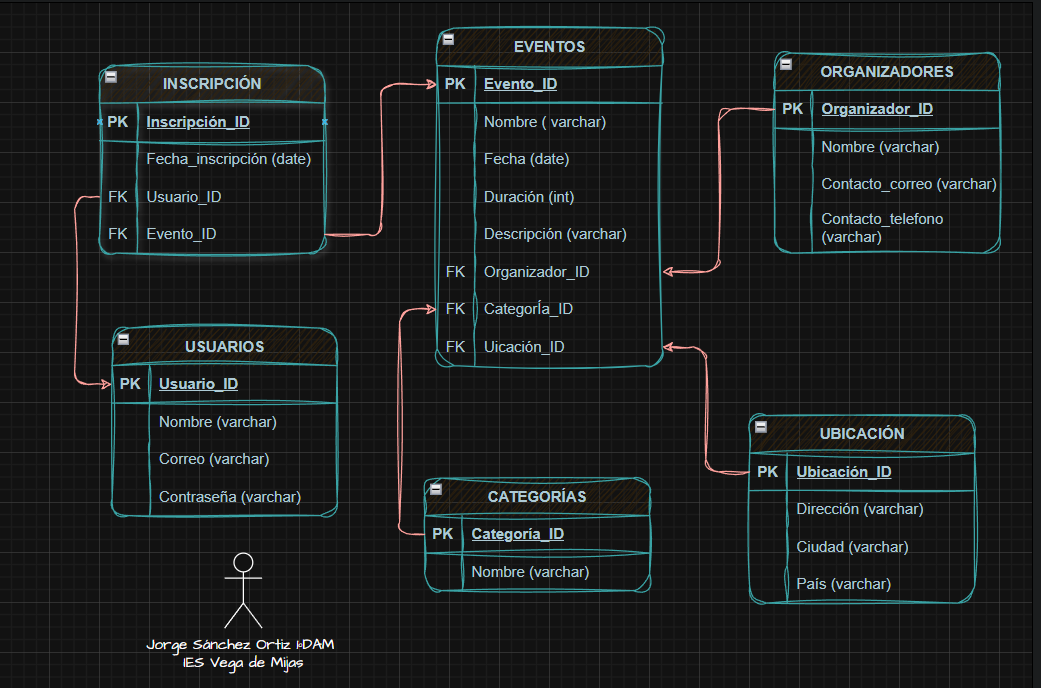 INSCRIPCIÓN
PK Inscripción_ID
Fecha_inscripción (date)
FK Usuario_ID
FK Evento_ID
USUARIOS
PK Usuario_ID
Nombre (varchar)
Correo (varchar)
Contraseña (varchar)
EVENTOS
PK Evento_ID
Nombre ( varchar)
Fecha (date)
Duración (int)
Descripción (varchar)
FK Organizador_ID
FK CategorÍa_ID
FK Uicación_ID
CATEGORÍAS
PK Categoría_ID
Nombre (varchar)
ORGANIZADORES
PK Organizador_ID
Nombre (varchar)
Contacto_correo (varchar)
Contacto_telefono
(varchar)
UBICACIÓN
PK Ubicación_ID
Dirección (varchar)
Ciudad (varchar)
País (varchar)
Jorge Sánchez Ortiz 1ºDAM
IES Vega de Mijas